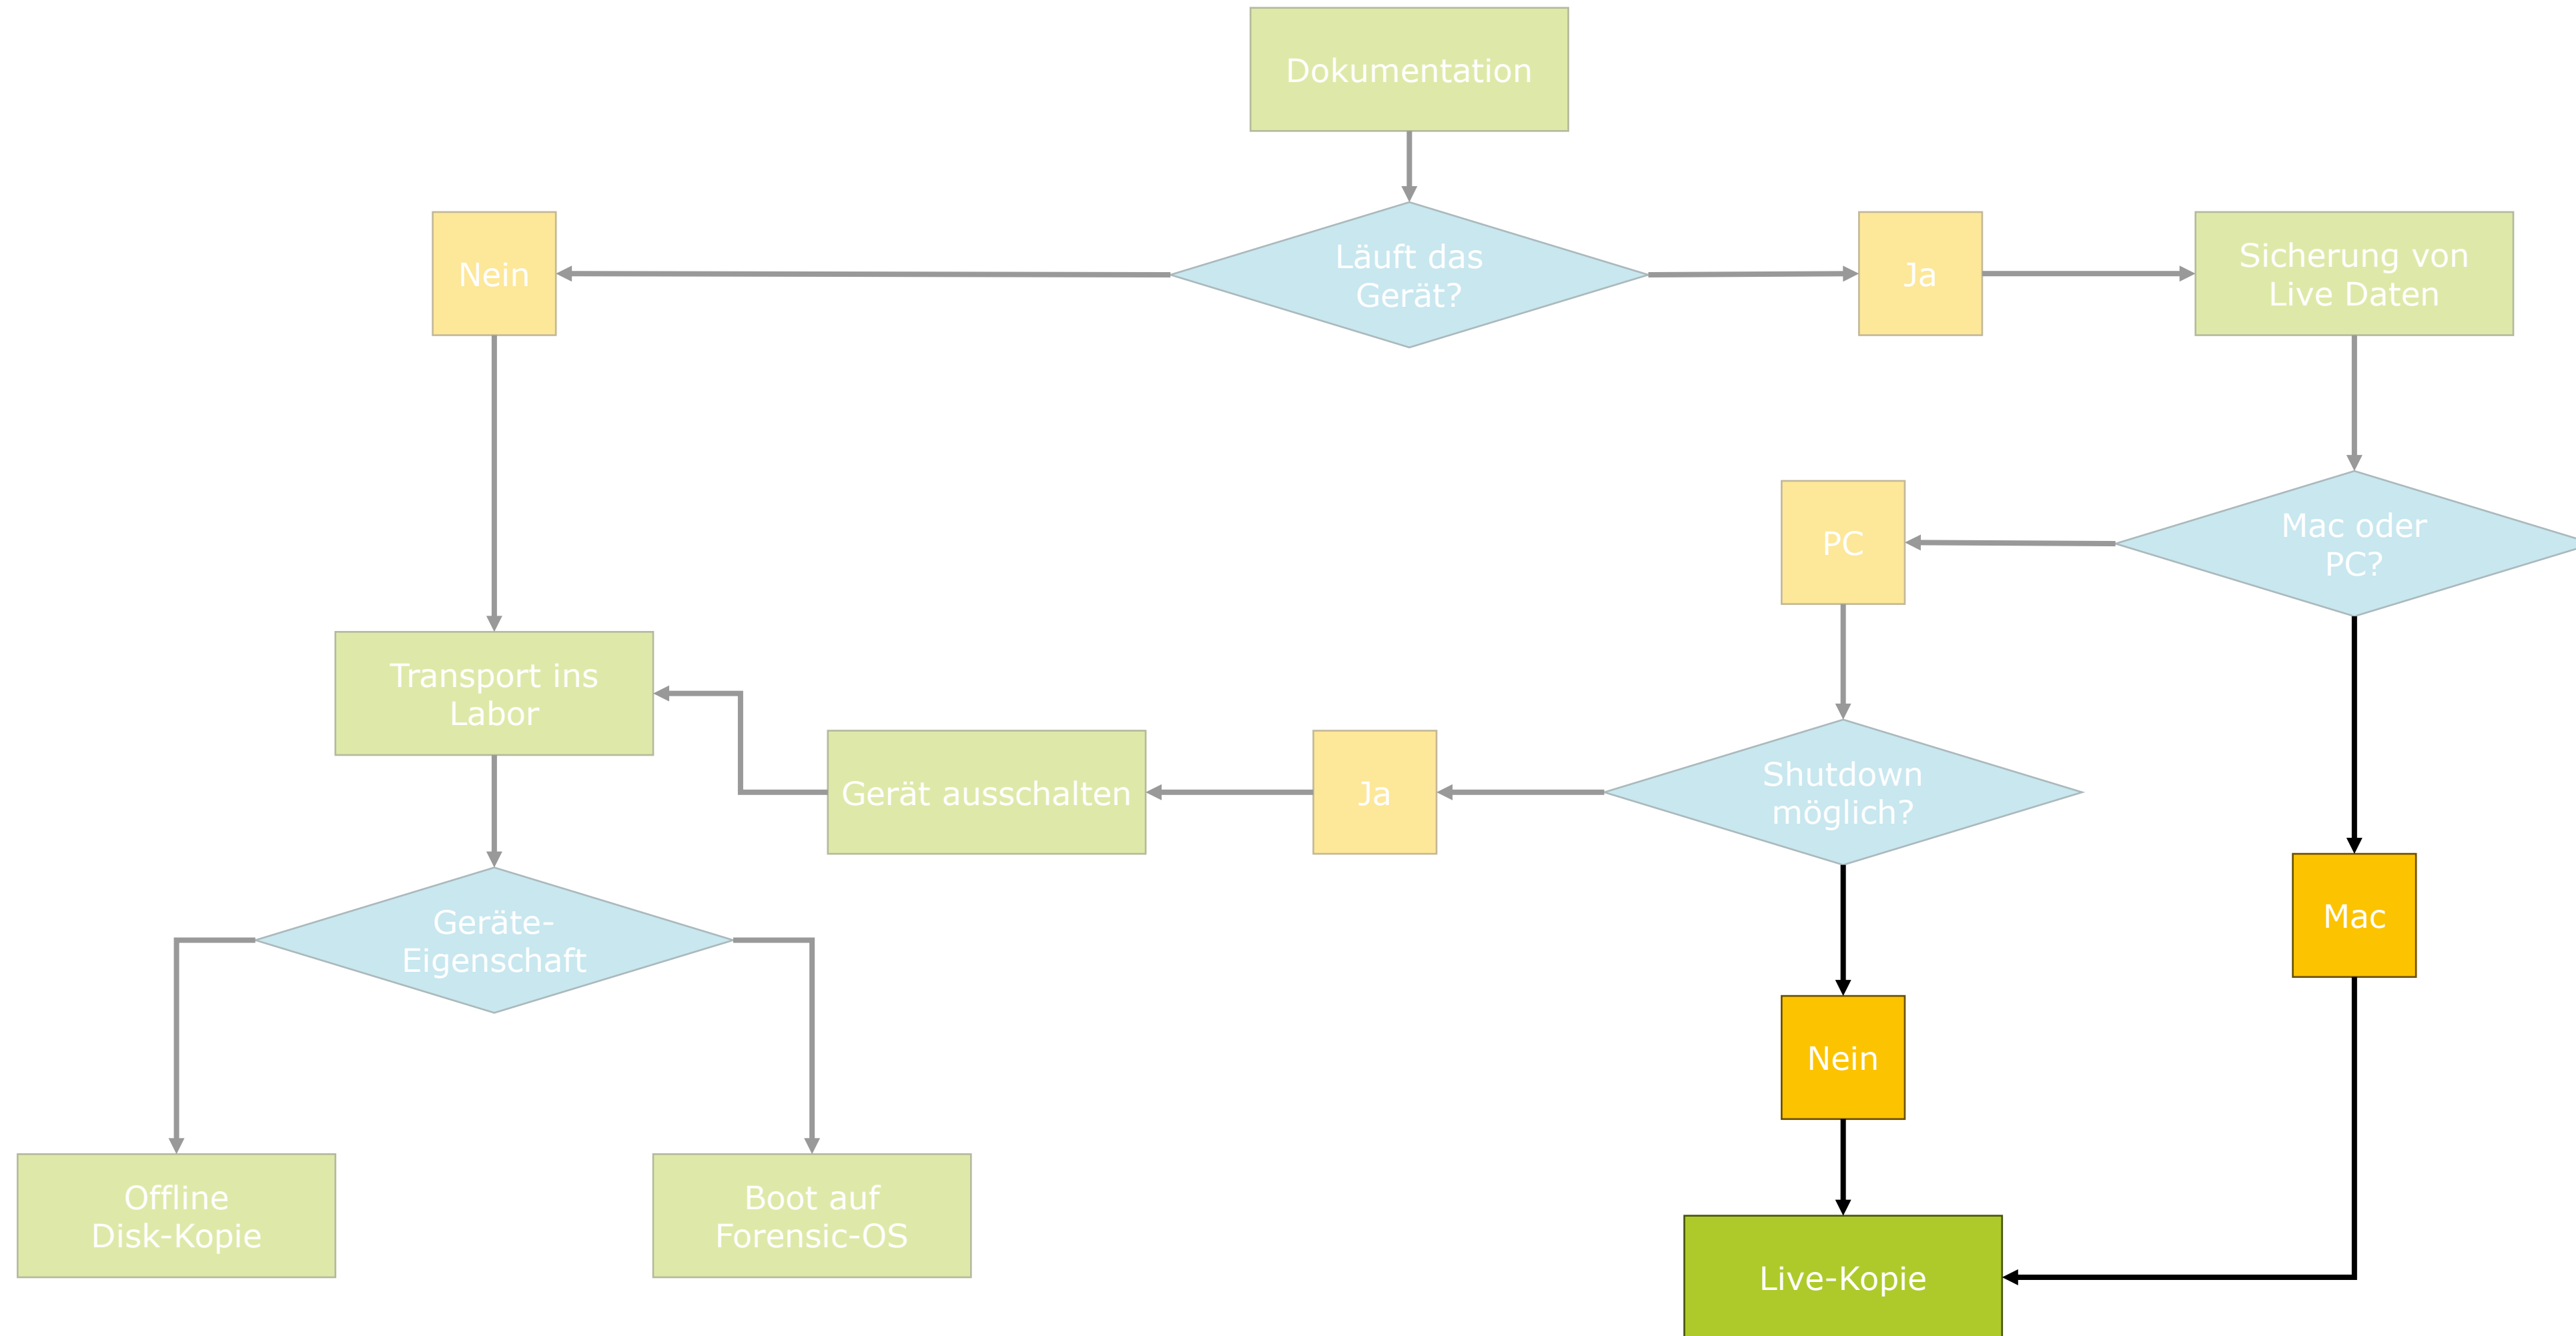 Dokumentation
Läuft das
Gerät?
Nein
Ja
Sicherung von
Live Daten
Mac oder
PC?
PC
Transport ins
Labor
Gerät ausschalten
Ja
Shutdown
möglich?
Mac
Geräte-
Eigenschaft
Nein
Offline
Disk-Kopie
Boot auf
Forensic-OS
Live-Kopie